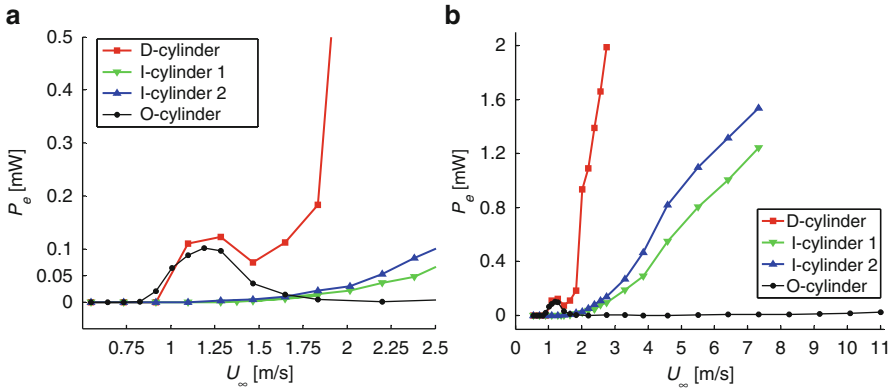 a
0.5
0.4
0.3
0.2
0.1
0.05
0
P_e [mW]
D-cylinder
I-cylinder 1
I-cylinder 2
O-cylinder
0.75
1
1.25
1.5
1.75
2
2.25
2.5
U_∞ [m/s]
b
2
1.6
1.2
0.8
0.4
0
P_e [mW]
D-cylinder
I-cylinder 1
I-cylinder 2
O-cylinder
0
1
2
3
4
5
6
7
8
9
10
11
U_∞ [m/s]